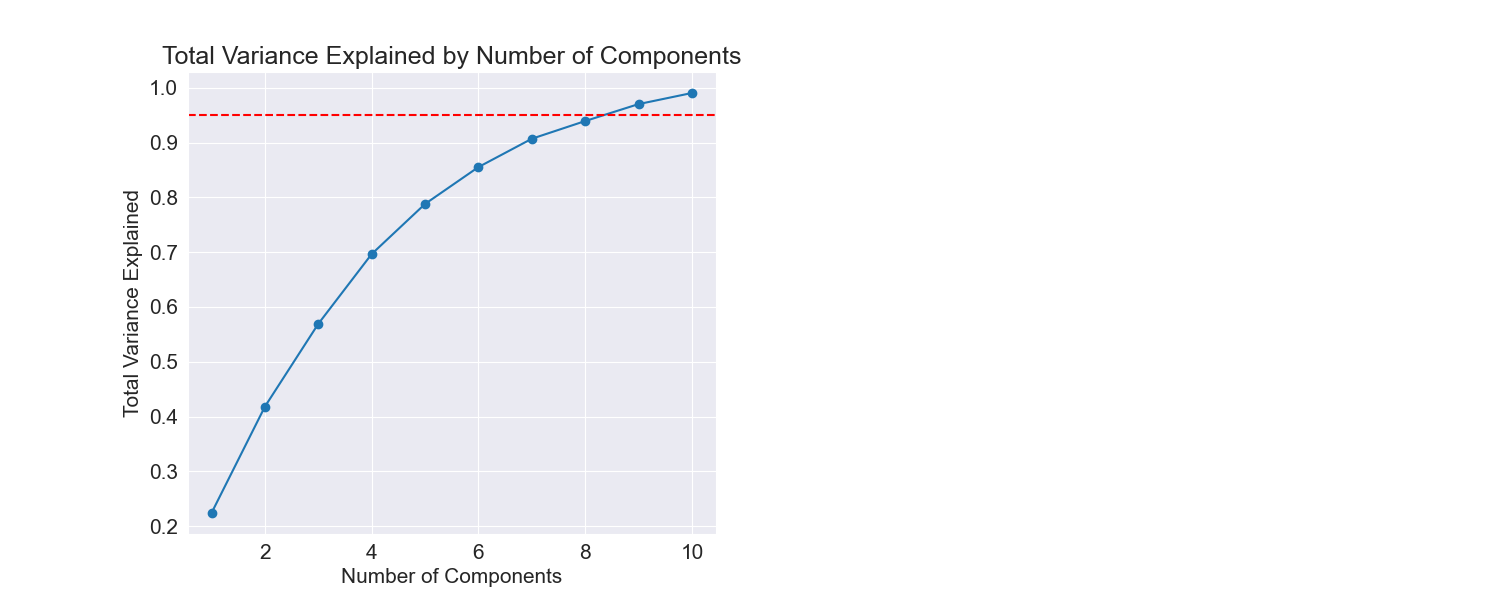 Total Variance Explained by Number of Components
1.0
0.9
0.8
0.7
0.6
0.5
0.4
0.3
0.2
Total Variance Explained
2 4 6 8 10
Number of Components